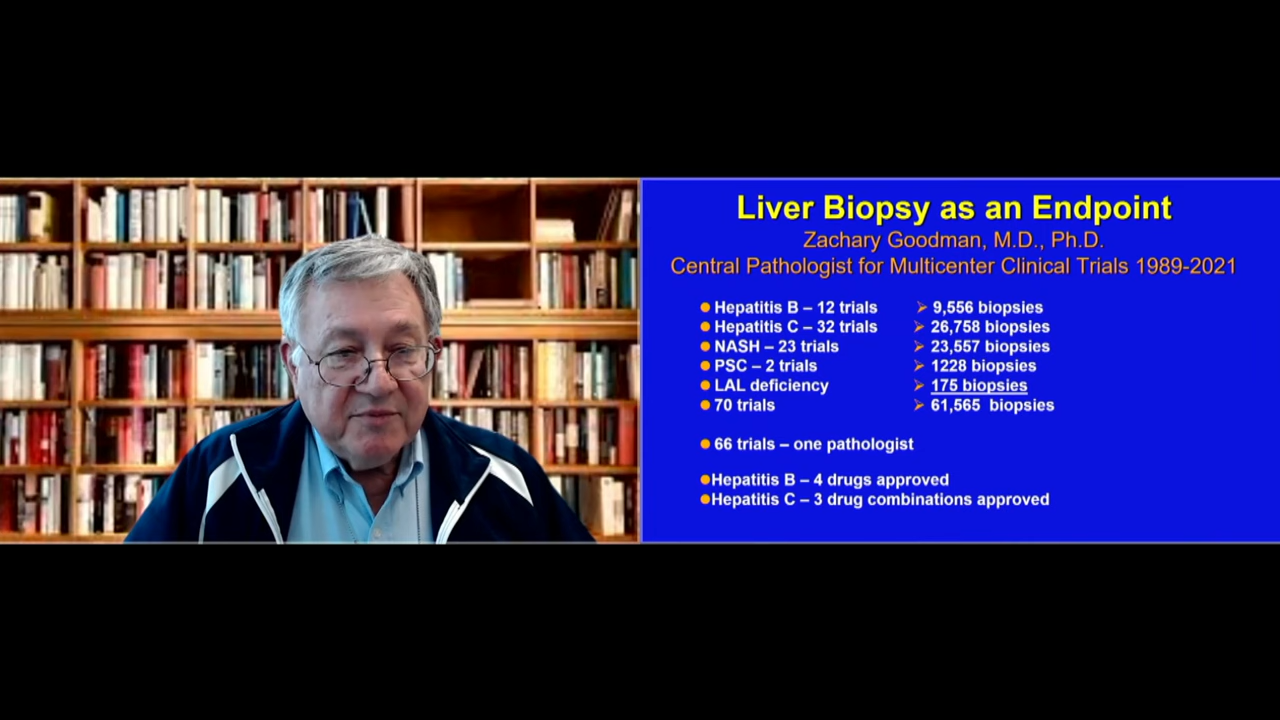 Liver Biopsy as an Endpoint
Zachary Goodman, M.D., Ph.D.
Central Pathologist for Multicenter Clinical Trials 1989-2021
Hepatitis B – 12 trials 9,556 biopsies
Hepatitis C – 32 trials 26,758 biopsies
NASH – 23 trials 23,557 biopsies
PSC – 2 trials 1228 biopsies
LAL deficiency 175 biopsies
70 trials 61,565 biopsies
66 trials – one pathologist
Hepatitis B – 4 drugs approved
Hepatitis C – 3 drug combinations approved